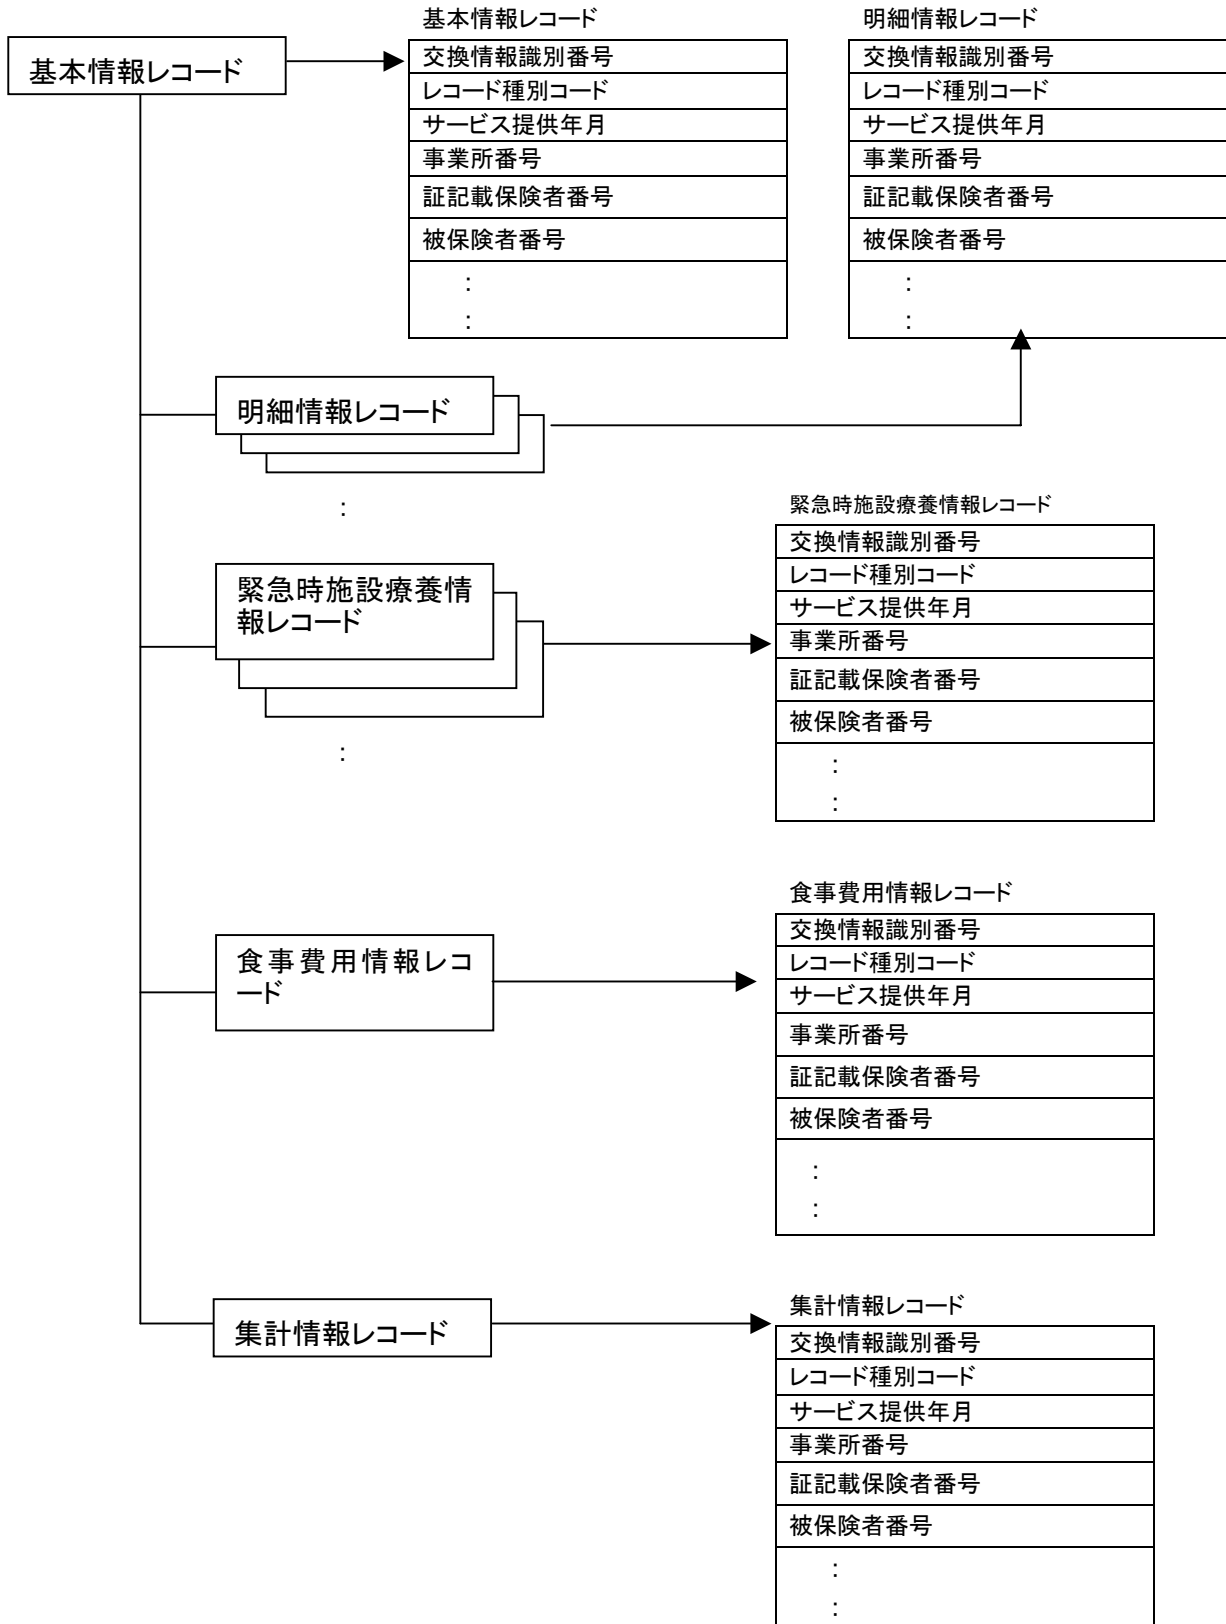 基本情報レコード
基本情報レコード
交換情報識別番号
レコード種別コード
サービス提供年月
事業所番号
証記載保険者番号
被保険者番号
:
:
明細情報レコード
交換情報識別番号
レコード種別コード
サービス提供年月
事業所番号
証記載保険者番号
被保険者番号
:
:
明細情報レコード
:
緊急時施設療養情
報レコード
:
緊急時施設療養情報レコード
交換情報識別番号
レコード種別コード
サービス提供年月
事業所番号
証記載保険者番号
被保険者番号
:
:
食事費用情報レコ
ード
食事費用情報レコード
交換情報識別番号
レコード種別コード
サービス提供年月
事業所番号
証記載保険者番号
被保険者番号
:
:
集計情報レコード
集計情報レコード
交換情報識別番号
レコード種別コード
サービス提供年月
事業所番号
証記載保険者番号
被保険者番号
:
: